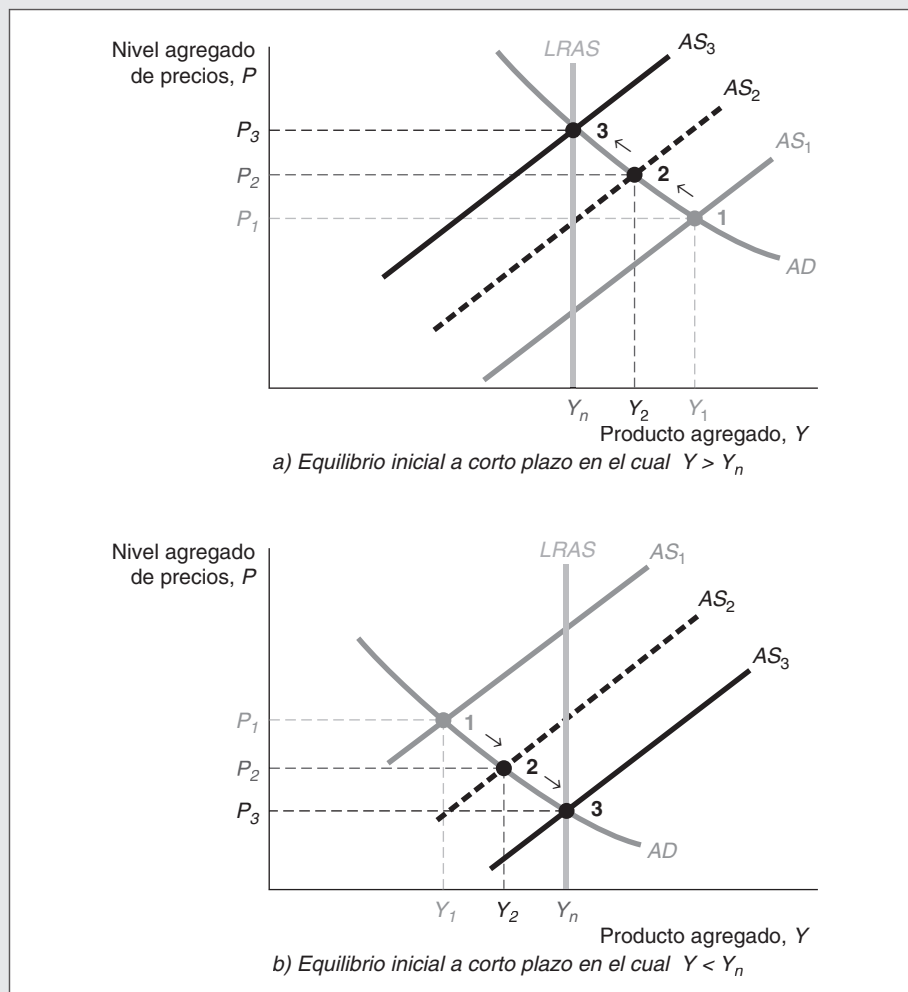 Nivel agregado
de precios, P
LRAS
AS3
AS2
AS1
P3
P2
P1
3
2
1
AD
Yn
Y2
Y1
Producto agregado, Y
a) Equilibrio inicial a corto plazo en el cual Y > Yn
Nivel agregado
de precios, P
LRAS
AS1
AS2
AS3
P1
P2
P3
1
2
3
AD
Y1
Y2
Yn
Producto agregado, Y
b) Equilibrio inicial a corto plazo en el cual Y < Yn